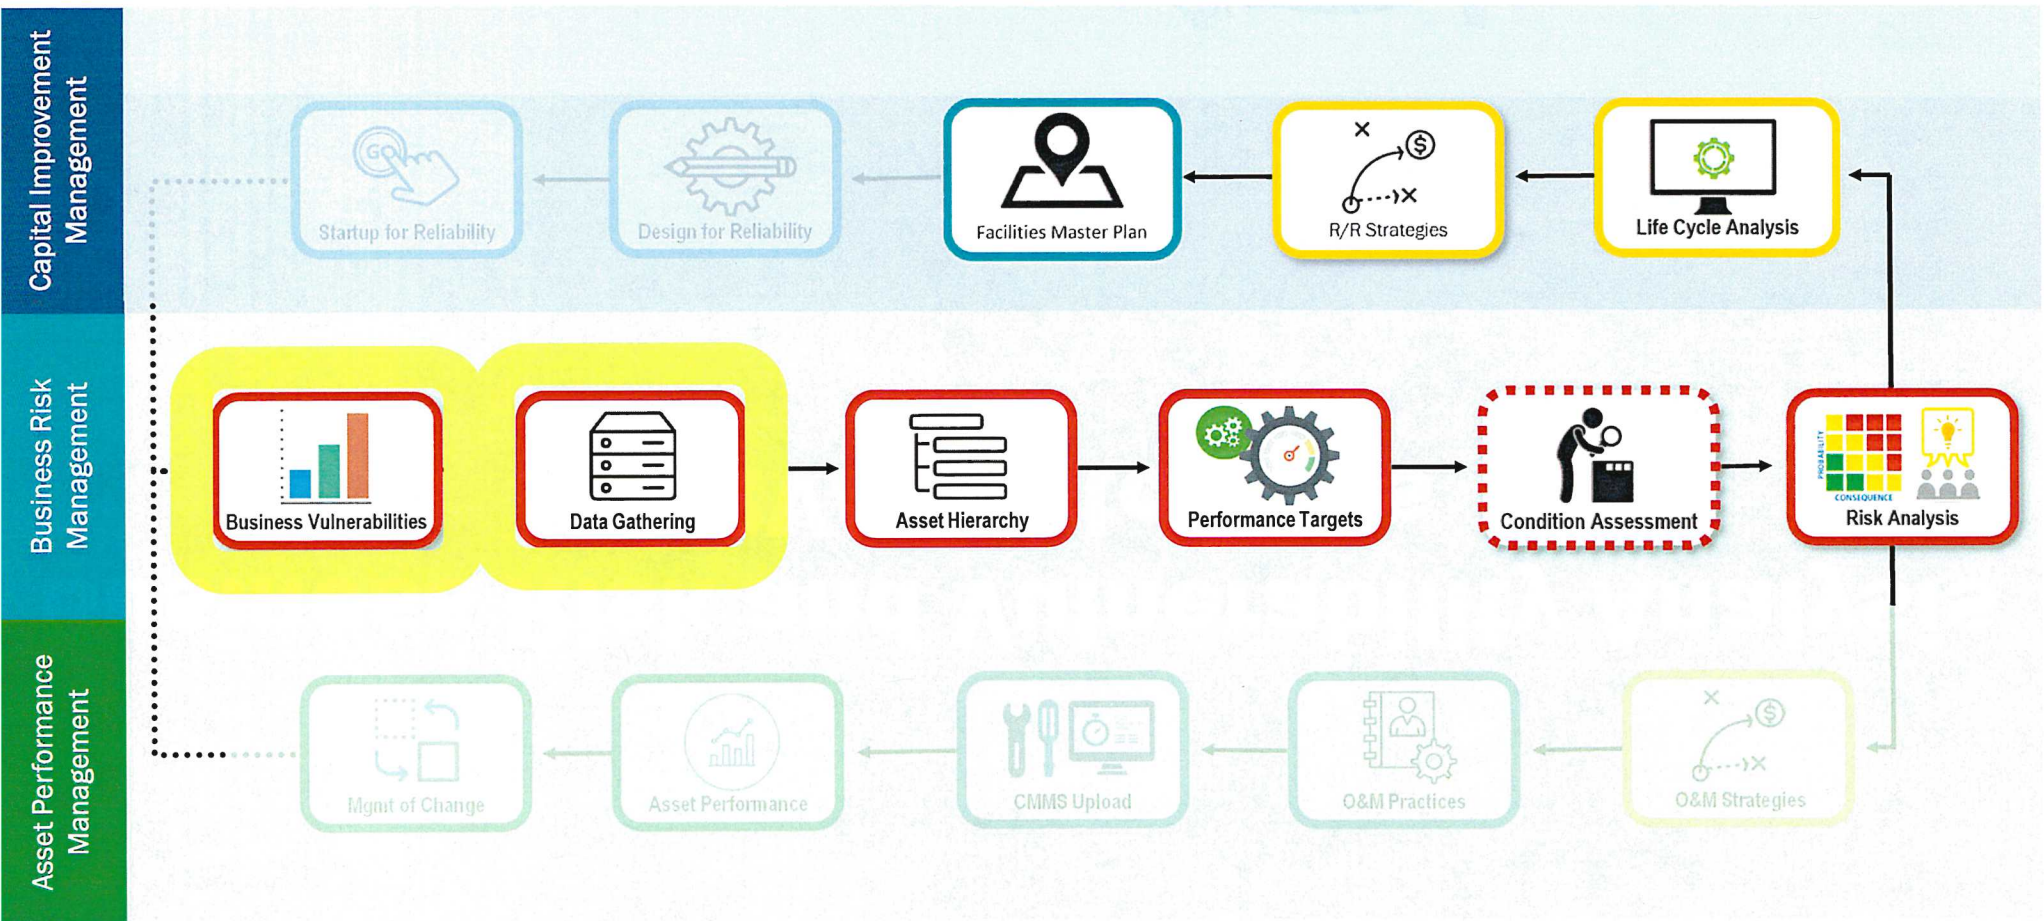 Capital Improvement
Management
GO
Startup for Reliability
Design for Reliability
Facilities Master Plan
$
R/R Strategies
Life Cycle Analysis
Business Risk
Management
Business Vulnerabilities
Data Gathering
Asset Hierarchy
Performance Targets
Condition Assessment
PROBABILITY
CONSEQUENCE
Risk Analysis
Asset Performance
Management
Mgmt of Change
Asset Performance
CMMS Upload
O&M Practices
$
O&M Strategies